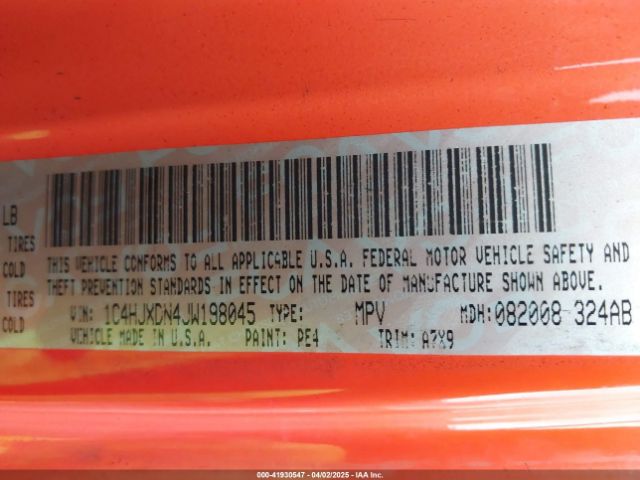 LB
TIRES
COLD
TIRES
COLD
THIS VEHICLE CONFORMS TO ALL APPLICABLE U.S.A. FEDERAL MOTOR VEHICLE SAFETY AND
THEFT PREVENTION STANDARDS IN EFFECT ON THE DATE OF MANUFACTURE SHOWN ABOVE.
VIN: 1C4HJXDN4JW198045 TYPE: MPV MDH:082008 324AB
VEHICLE MADE IN U.S.A. PAINT: PE4 TRIM: A7X9
000-41930547 - 04/02/2025 - IAA Inc.